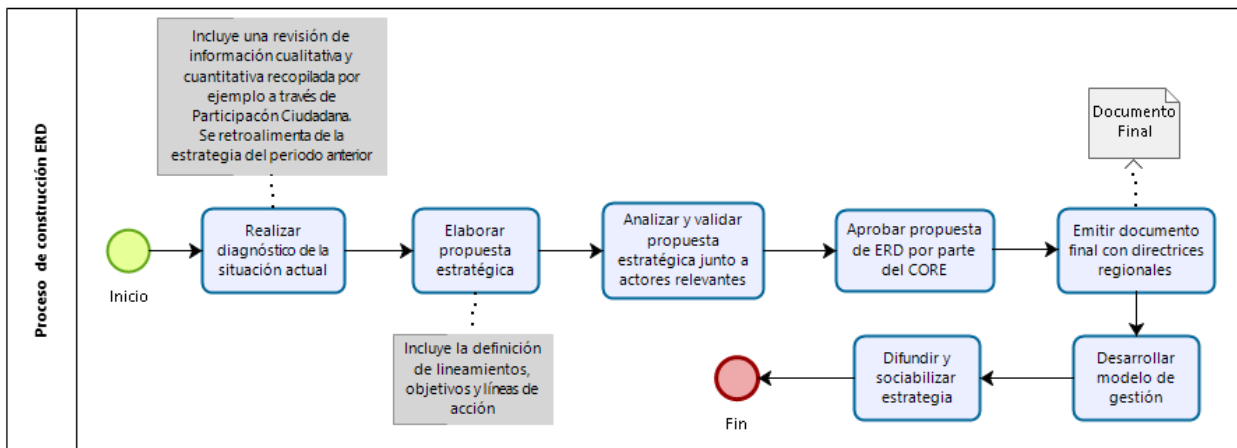 Proceso de construcción ERD
Incluye una revisión de
información cualitativa y
cuantitativa recopilada por
ejemplo a través de
Participacón Ciudadana.
Se retroalimenta de la
estrategia del periodo anterior
Inicio
Realizar
diagnóstico de la
situación actual
Elaborar
propuesta
estratégica
Incluye la definición
de lineamientos,
objetivos y líneas de
acción
Analizar y validar
propuesta
estratégica junto a
actores relevantes
Aprobar propuesta
de ERD por parte
del CORE
Documento
Final
Emitir documento
final con directrices
regionales
Desarrollar
modelo de
gestión
Difundir y
sociabilizar
estrategia
Fin